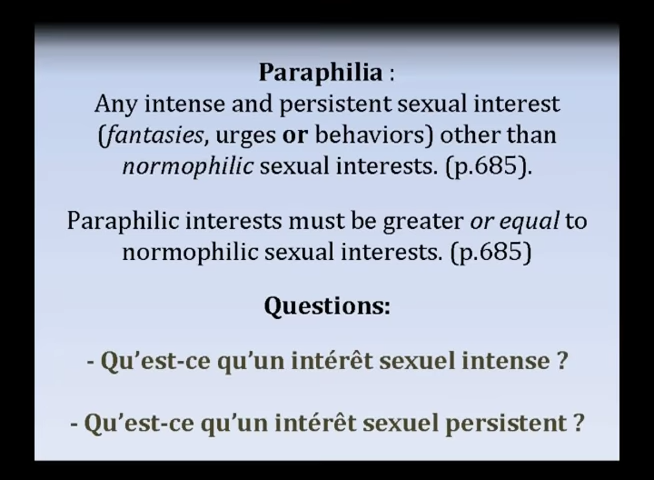 Paraphilia :
Any intense and persistent sexual interest
(fantasies, urges or behaviors) other than
normophilic sexual interests. (p.685).
Paraphilic interests must be greater or equal to
normophilic sexual interests. (p.685)
Questions:
- Qu’est-ce qu’un intérêt sexuel intense ?
- Qu’est-ce qu’un intérêt sexuel persistent ?